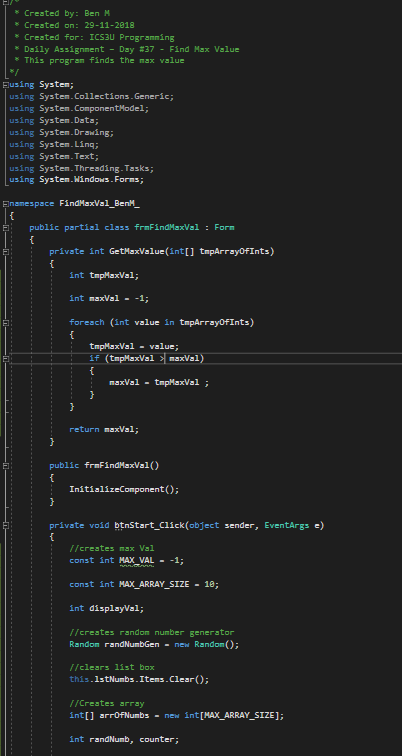 /*
* Created by: Ben M
* Created on: 29-11-2018
* Created for: ICS3U Programming
* Daily Assignment - Day #37 - Find Max Value
* This program finds the max value
*/
using System;
using System.Collections.Generic;
using System.ComponentModel;
using System.Data;
using System.Drawing;
using System.Linq;
using System.Text;
using System.Threading.Tasks;
using System.Windows.Forms;
namespace FindMaxVal_BenM_
{
public partial class frmFindMaxVal : Form
{
private int GetMaxValue(int[] tmpArrayOfInts)
{
int tmpMaxVal;
int maxVal = -1;
foreach (int value in tmpArrayOfInts)
{
tmpMaxVal = value;
if (tmpMaxVal > maxVal)
{
maxVal = tmpMaxVal ;
}
}
return maxVal;
}
public frmFindMaxVal()
{
InitializeComponent();
}
private void btnStart_Click(object sender, EventArgs e)
{
//creates max Val
const int MAX_VAL = -1;
const int MAX_ARRAY_SIZE = 10;
int displayVal;
//creates random number generator
Random randNumbGen = new Random();
//clears list box
this.lstNumbs.Items.Clear();
//Creates array
int[] arrOfNumbs = new int[MAX_ARRAY_SIZE];
int randNumb, counter;